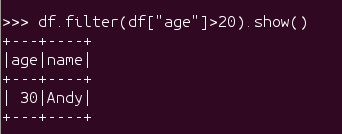 >>> df.filter(df["age"]>20).show()
+---+----+
|age|name|
+---+----+
| 30|Andy|
+---+----+